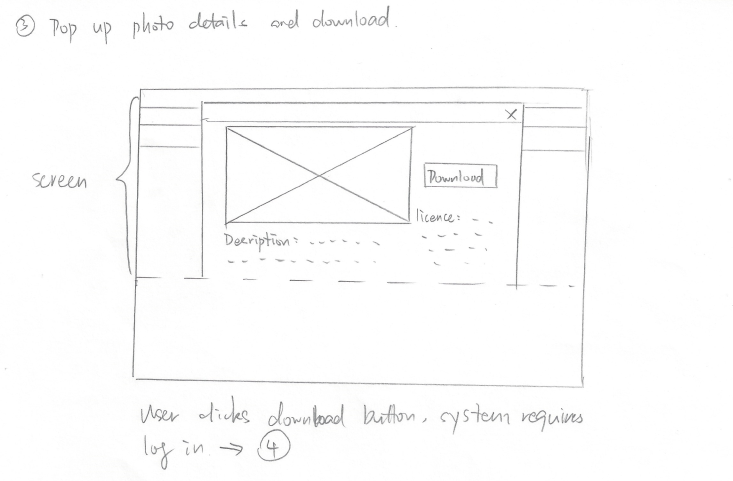 ③ Pop up photo details and download.
X
screen
Download
licence:
Decription:
User clicks download button, system requires
log in → ④